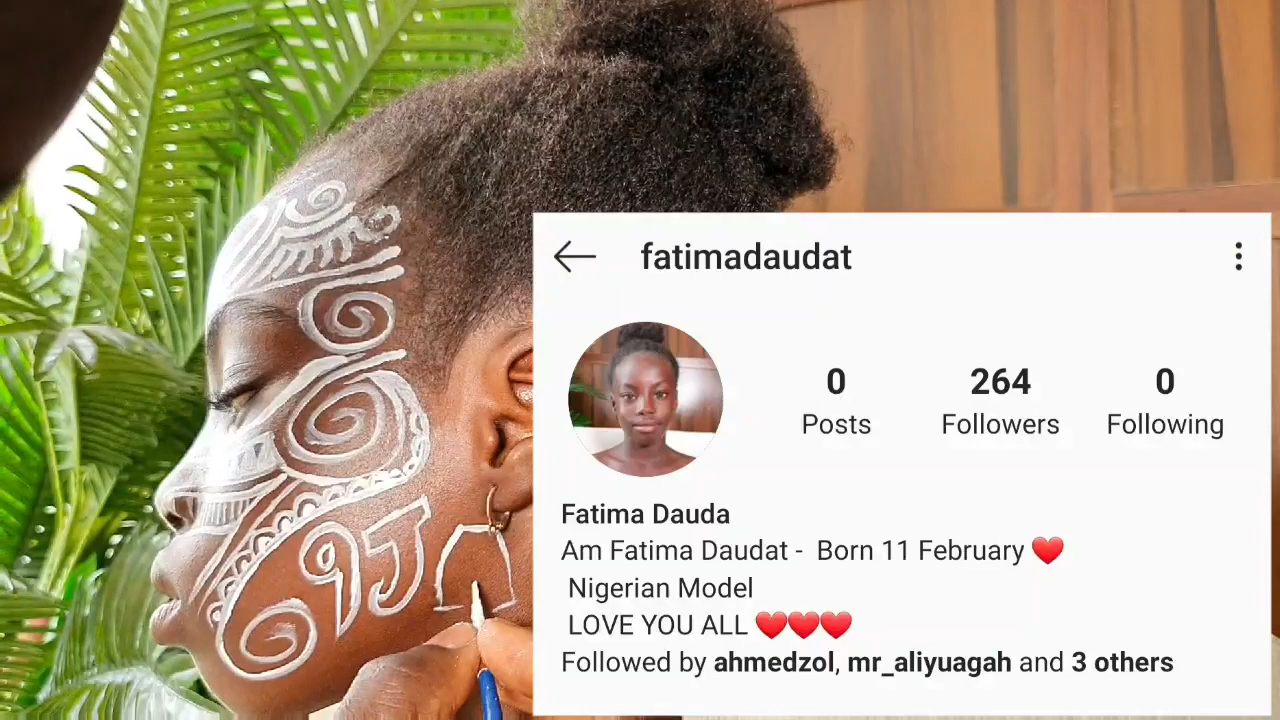 fatimadaudat
0 264 0
Posts Followers Following
Fatima Dauda
Am Fatima Daudat - Born 11 February ❤️
Nigerian Model
LOVE YOU ALL ❤️❤️❤️
Followed by ahmedzol, mr_aliyuagah and 3 others